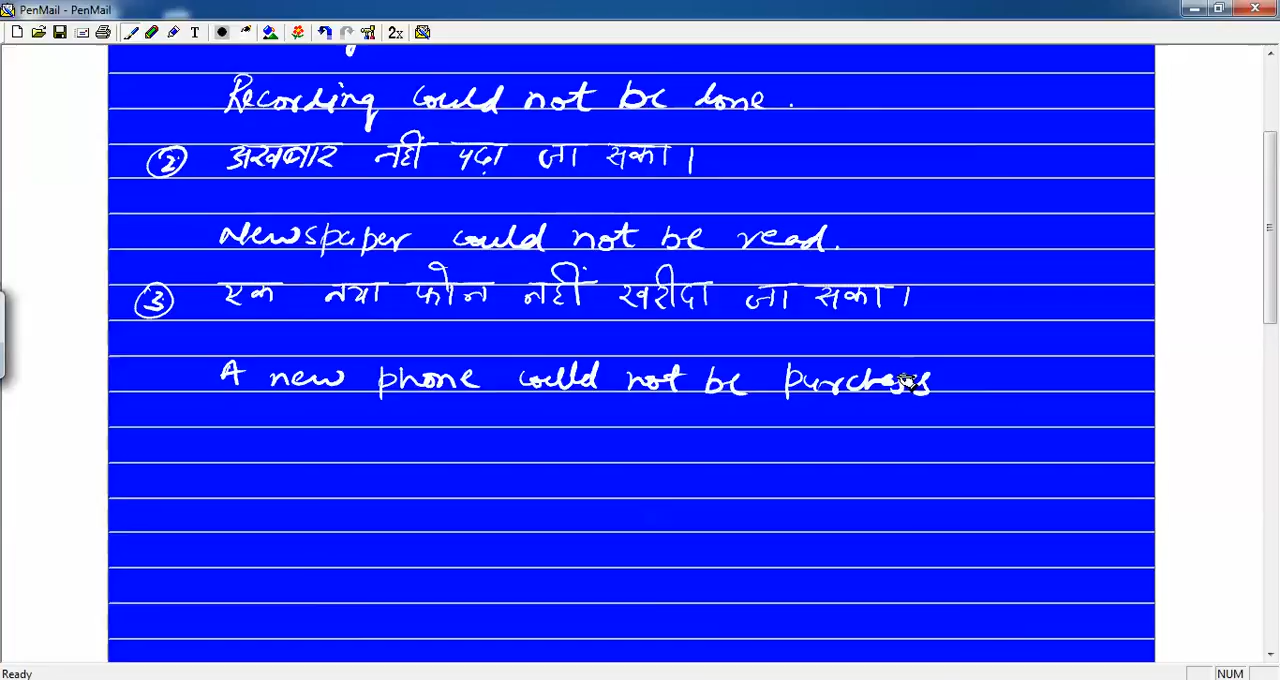 PenMail - PenMail
T 2x
Recording could not be done.
② अखबार नहीं पढ़ा जा सका।
Newspaper could not be read.
③ एक नया फोन नहीं खरीदा जा सका।
A new phone could not be
Ready NUM